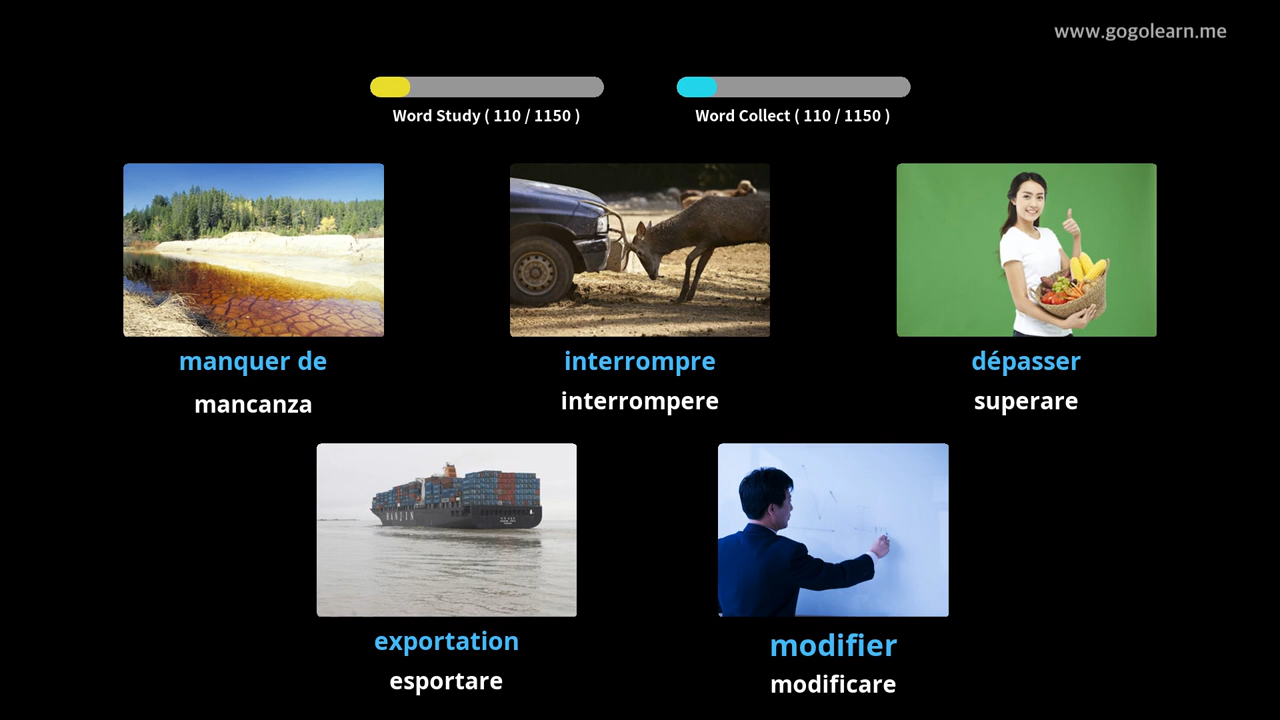 www.gogolearn.me
Word Study ( 110 / 1150 )
Word Collect ( 110 / 1150 )
manquer de
mancanza
interrompre
interrompere
dépasser
superare
HANJIN
exportation
esportare
modifier
modificare